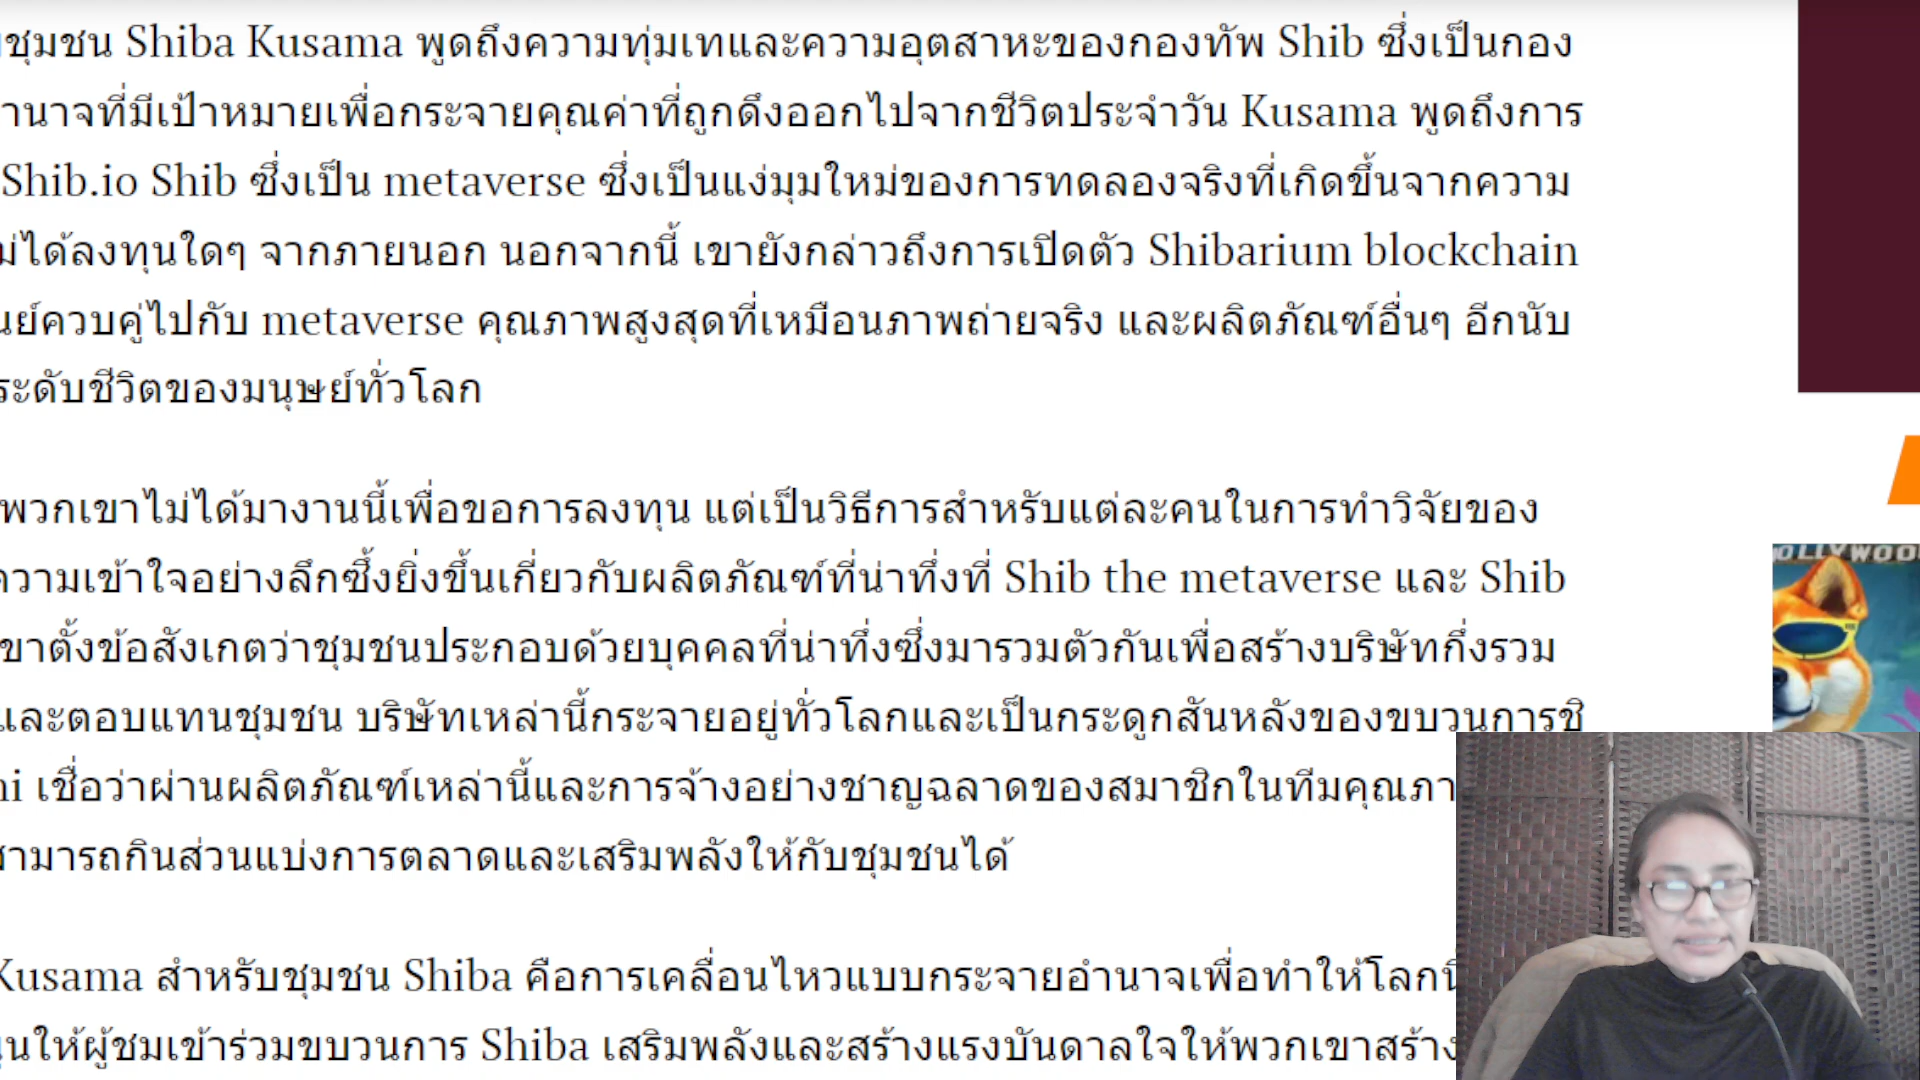 ชุมชน Shiba Kusama พูดถึงความทุ่มเทและความอุตสาหะของกองทัพ Shib ซึ่งเป็นกอง
านาจที่มีเป้าหมายเพื่อกระจายคุณค่าที่ถูกดึงออกไปจากชีวิตประจำวัน Kusama พูดถึงการ
Shib.io Shib ซึ่งเป็น metaverse ซึ่งเป็นแง่มุมใหม่ของการทดลองจริงที่เกิดขึ้นจากความ
ม่ได้ลงทุนใดๆ จากภายนอก นอกจากนี้ เขายังกล่าวถึงการเปิดตัว Shibarium blockchain
นย์ควบคู่ไปกับ metaverse คุณภาพสูงสุดที่เหมือนภาพถ่ายจริง และผลิตภัณฑ์อื่นๆ อีกนับ
ระดับชีวิตของมนุษย์ทั่วโลก
พวกเขาไม่ได้มางานนี้เพื่อขอการลงทุน แต่เป็นวิธีการสำหรับแต่ละคนในการทำวิจัยของ
ความเข้าใจอย่างลึกซึ้งยิ่งขึ้นเกี่ยวกับผลิตภัณฑ์ที่น่าทึ่งที่ Shib the metaverse และ Shib
ขาตั้งข้อสังเกตว่าชุมชนประกอบด้วยบุคคลที่น่าทึ่งซึ่งมารวมตัวกันเพื่อสร้างบริษัทกึ่งรวม
และตอบแทนชุมชน บริษัทเหล่านี้กระจายอยู่ทั่วโลกและเป็นกระดูกสันหลังของขบวนการชิ
ni เชื่อว่าผ่านผลิตภัณฑ์เหล่านี้และการจ้างอย่างชาญฉลาดของสมาชิกในทีมคุณภา
สามารถกินส่วนแบ่งการตลาดและเสริมพลังให้กับชุมชนได้
Kusama สำหรับชุมชน Shiba คือการเคลื่อนไหวแบบกระจายอำนาจเพื่อทำให้โลกนี้
นให้ผู้ชมเข้าร่วมขบวนการ Shiba เสริมพลังและสร้างแรงบันดาลใจให้พวกเขาสร้าง
OLLYWOO